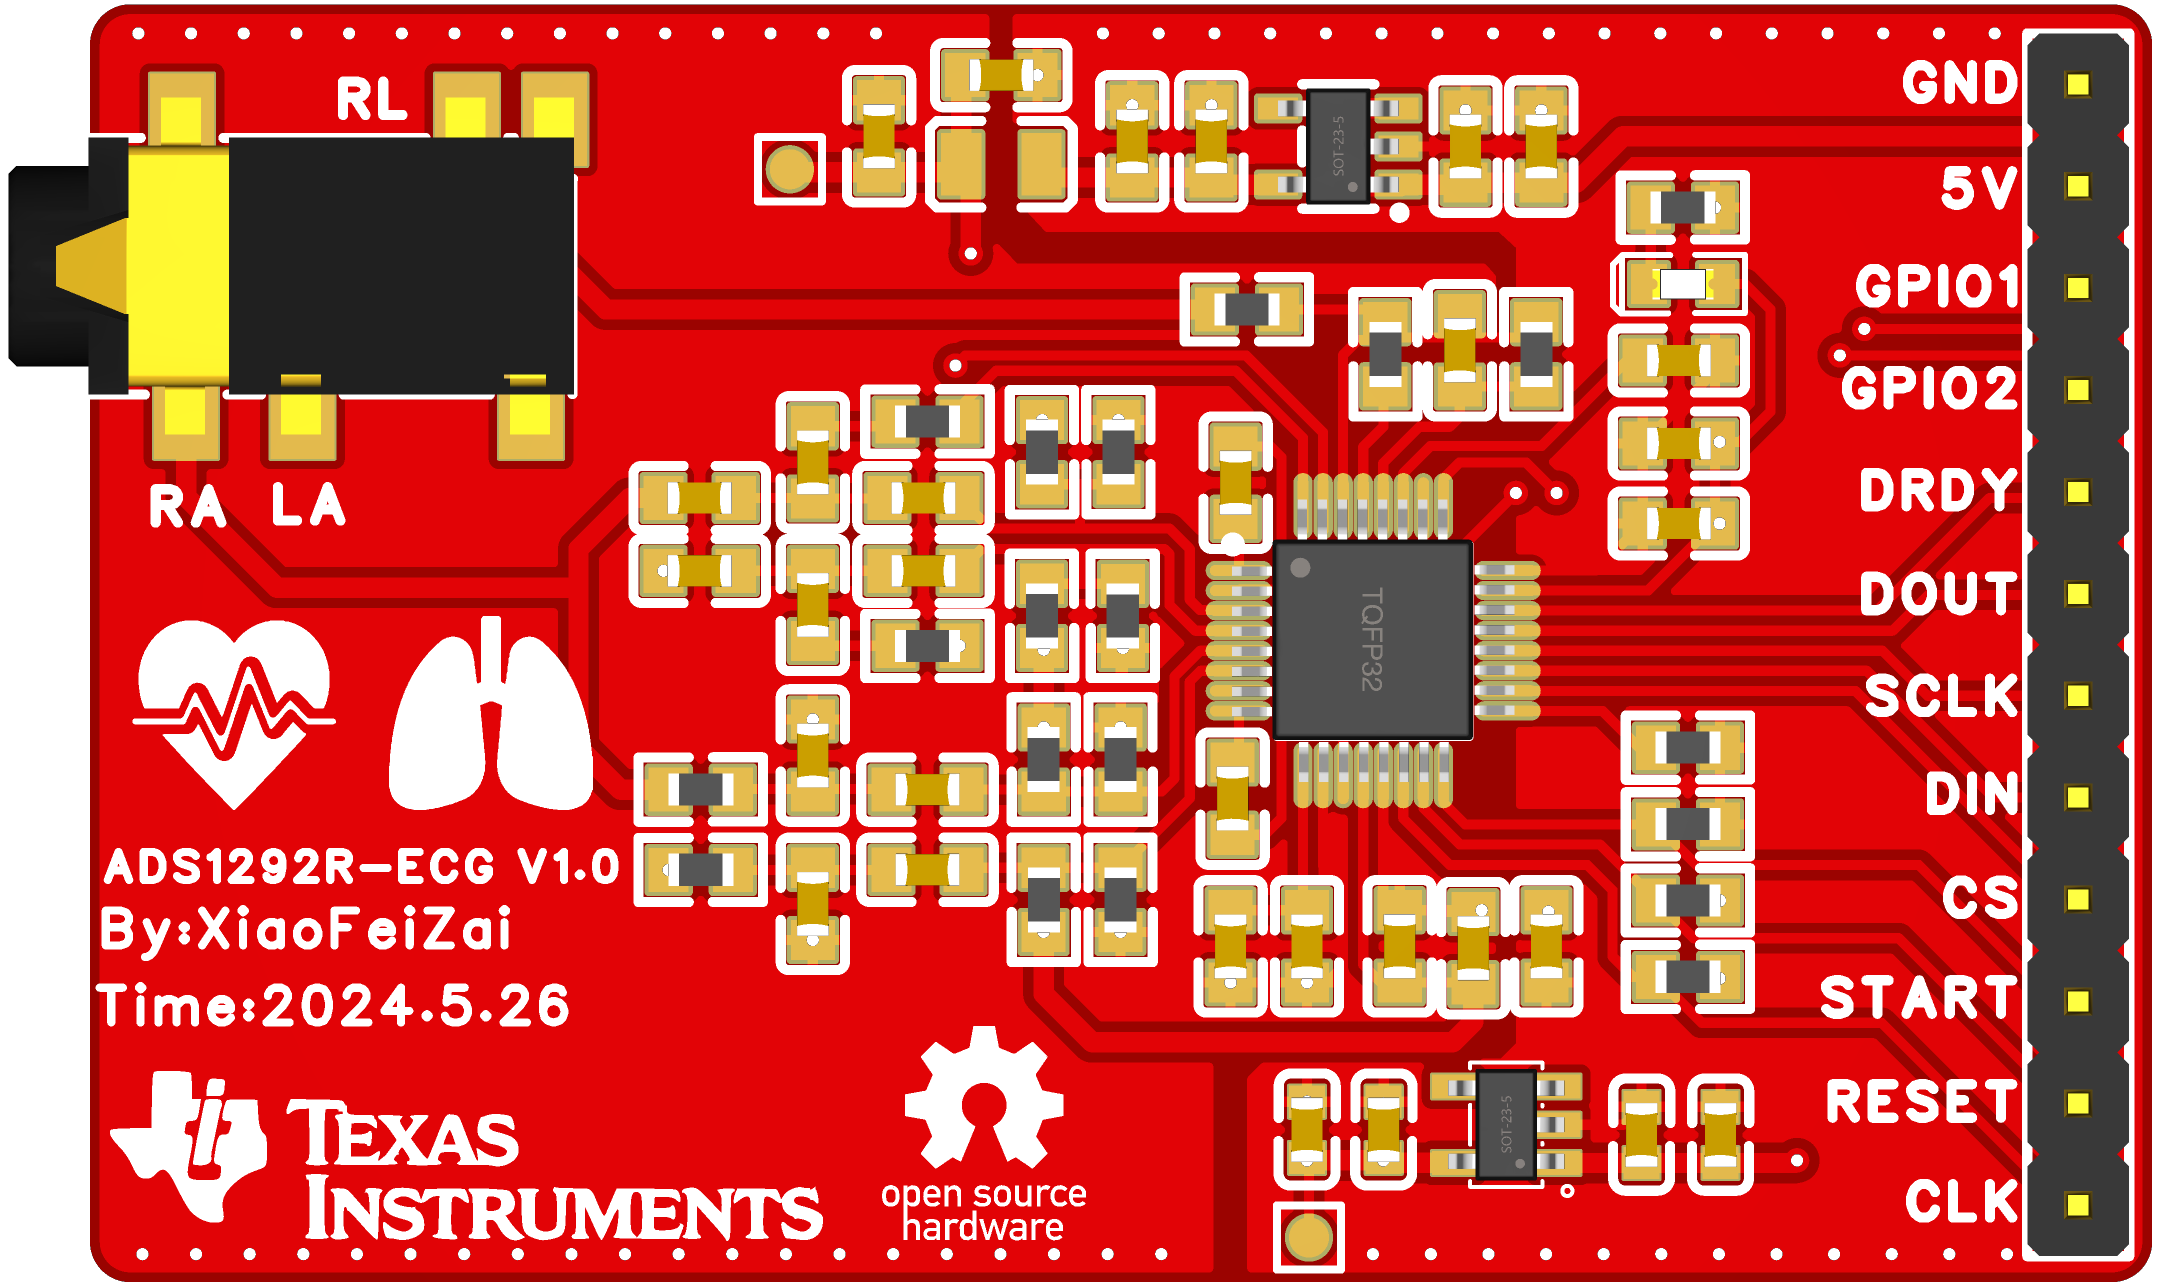 RL
GND
5V
GPIO1
GPIO2
DRDY
DOUT
SCLK
DIN
CS
START
RESET
CLK
SOT-23-5
RA LA
TQFP32
ADS1292R-ECG V1.0
By:XiaoFeiZai
Time:2024.5.26
TEXAS
INSTRUMENTS
open source
hardware
SOT-23-5